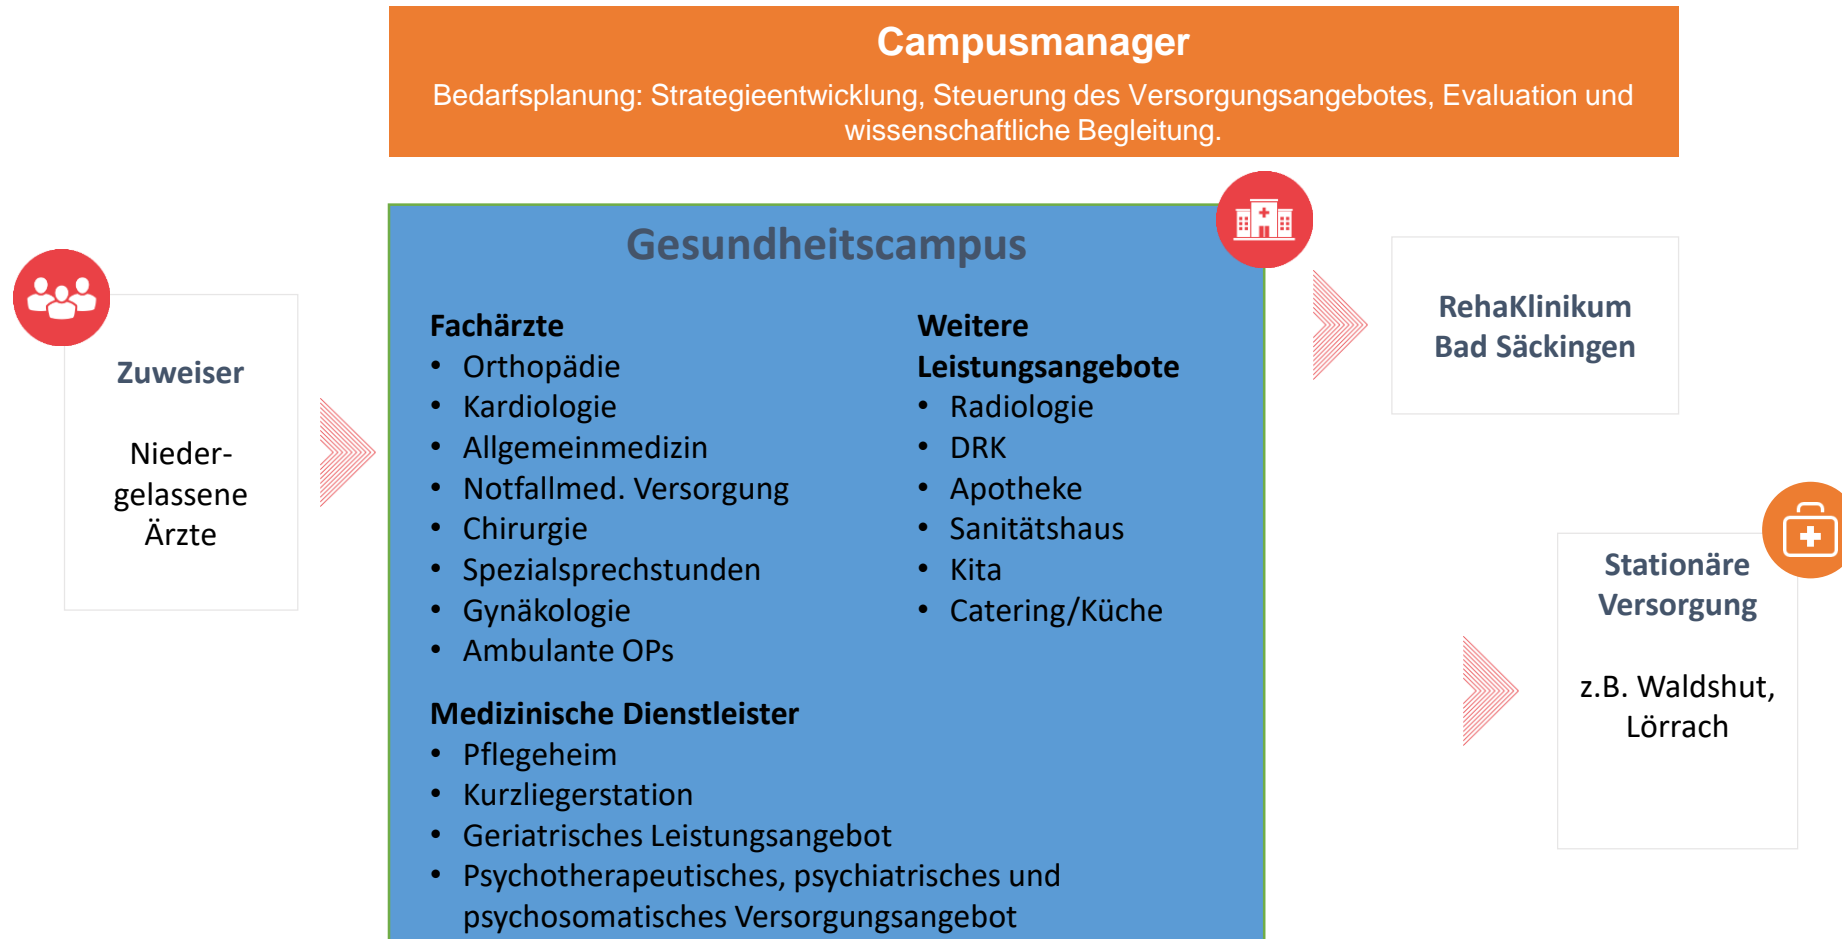 Campusmanager
Bedarfsplanung: Strategieentwicklung, Steuerung des Versorgungsangebotes, Evaluation und
wissenschaftliche Begleitung.
Zuweiser
Nieder-
gelassene
Ärzte
Gesundheitscampus
Fachärzte
• Orthopädie
• Kardiologie
• Allgemeinmedizin
• Notfallmed. Versorgung
• Chirurgie
• Spezialsprechstunden
• Gynäkologie
• Ambulante OPs
Weitere
Leistungsangebote
• Radiologie
• DRK
• Apotheke
• Sanitätshaus
• Kita
• Catering/Küche
Medizinische Dienstleister
• Pflegeheim
• Kurzliegerstation
• Geriatrisches Leistungsangebot
• Psychotherapeutisches, psychiatrisches und
psychosomatisches Versorgungsangebot
RehaKlinikum
Bad Säckingen
Stationäre
Versorgung
z.B. Waldshut,
Lörrach